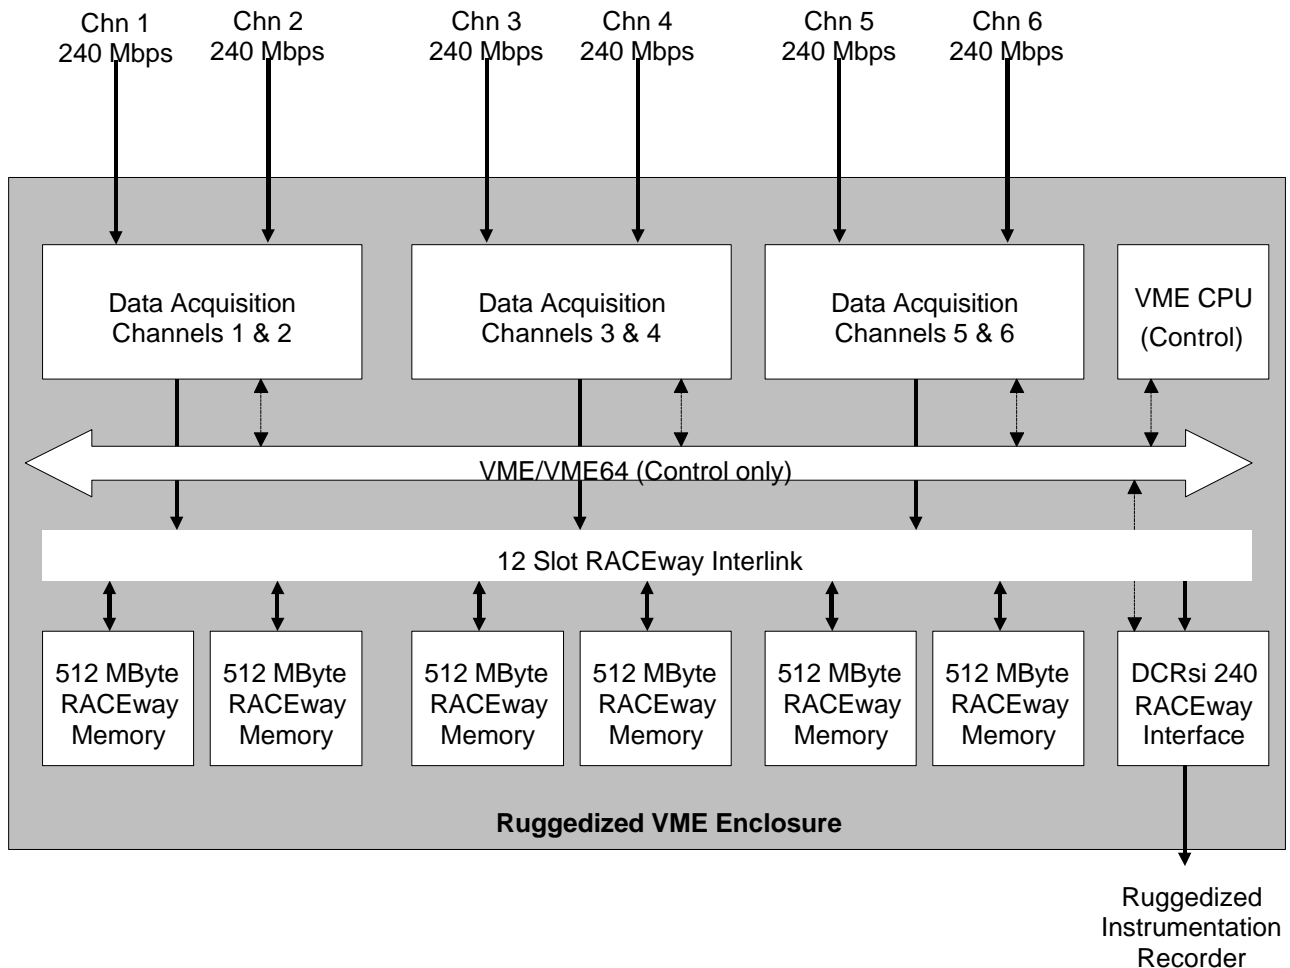 Chn 1
240 Mbps
Chn 2
240 Mbps
Chn 3
240 Mbps
Chn 4
240 Mbps
Chn 5
240 Mbps
Chn 6
240 Mbps
Data Acquisition
Channels 1 & 2
Data Acquisition
Channels 3 & 4
Data Acquisition
Channels 5 & 6
VME CPU
(Control)
VME/VME64 (Control only)
12 Slot RACEway Interlink
512 MByte
RACEway
Memory
512 MByte
RACEway
Memory
512 MByte
RACEway
Memory
512 MByte
RACEway
Memory
512 MByte
RACEway
Memory
512 MByte
RACEway
Memory
DCRsi 240
RACEway
Interface
Ruggedized VME Enclosure
Ruggedized
Instrumentation
Recorder